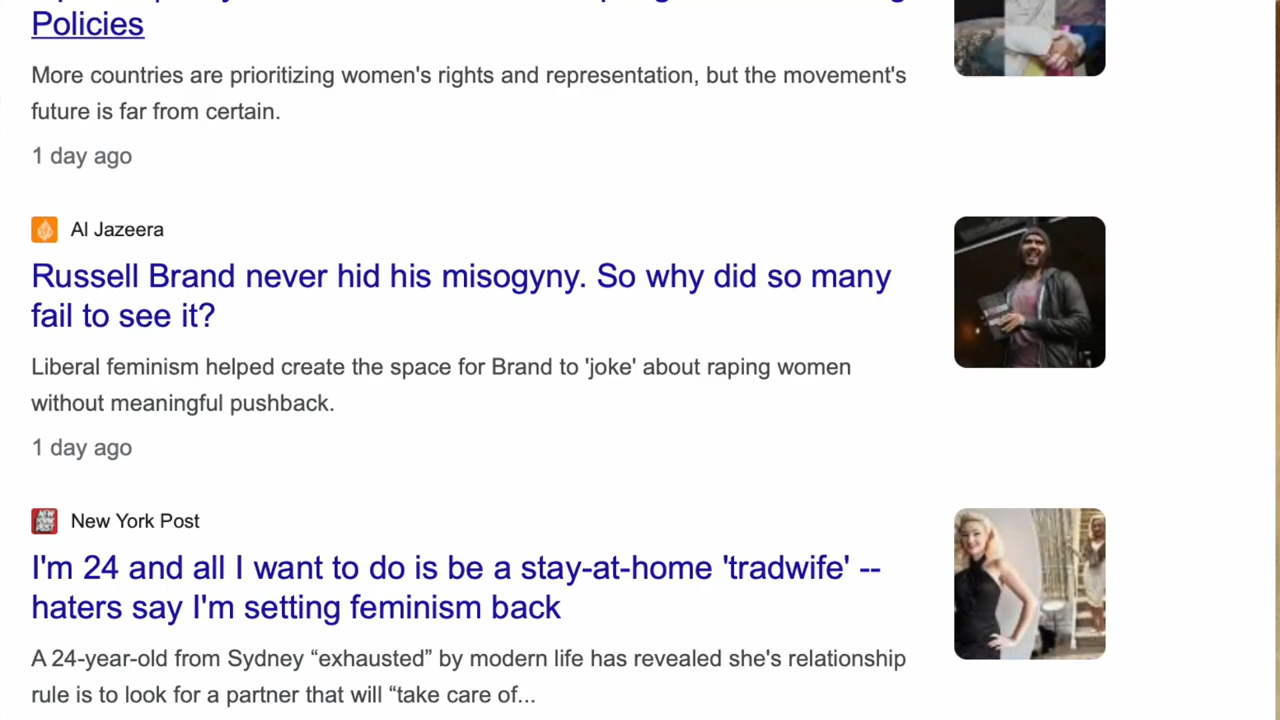 Policies
More countries are prioritizing women's rights and representation, but the movement's
future is far from certain.
1 day ago
Al Jazeera
Russell Brand never hid his misogyny. So why did so many
fail to see it?
Liberal feminism helped create the space for Brand to 'joke' about raping women
without meaningful pushback.
1 day ago
New York Post
I'm 24 and all I want to do is be a stay-at-home 'tradwife' --
haters say I'm setting feminism back
A 24-year-old from Sydney “exhausted” by modern life has revealed she's relationship
rule is to look for a partner that will “take care of...